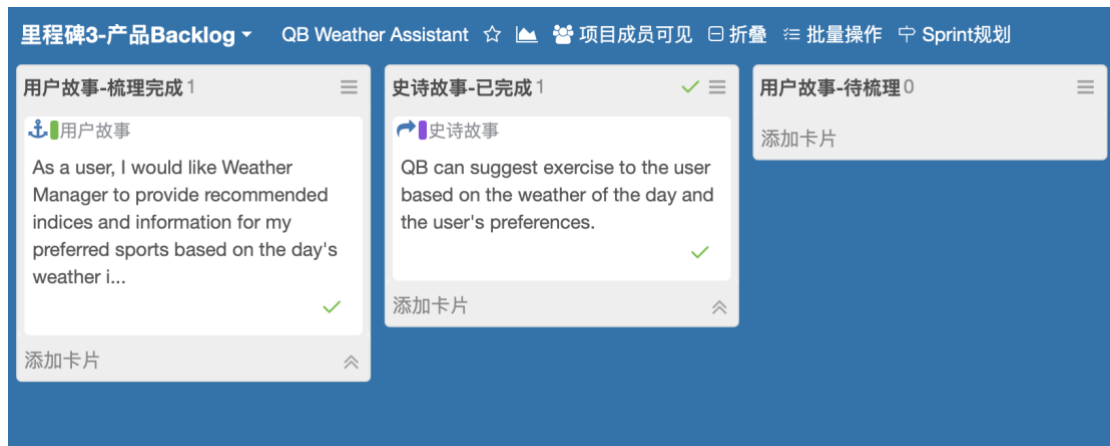 里程碑3-产品Backlog QB Weather Assistant 项目成员可见 折叠 批量操作 Sprint规划
用户故事-梳理完成 1
用户故事
As a user, I would like Weather
Manager to provide recommended
indices and information for my
preferred sports based on the day's
weather i...
添加卡片
史诗故事-已完成 1
史诗故事
QB can suggest exercise to the user
based on the weather of the day and
the user's preferences.
添加卡片
用户故事-待梳理 0
添加卡片